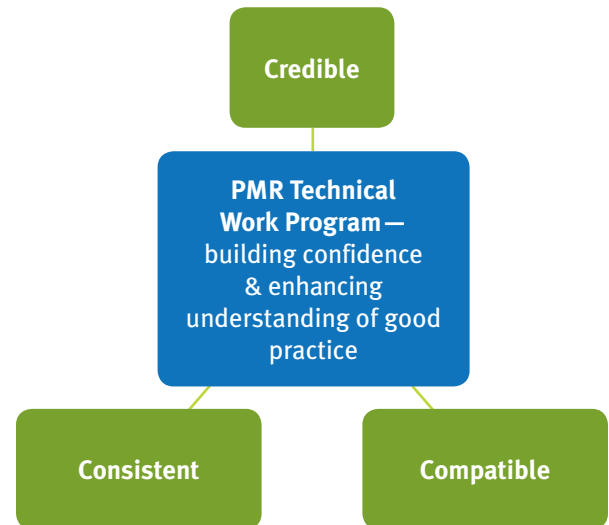 Credible
PMR Technical
Work Program—
building confidence
& enhancing
understanding of good
practice
Consistent
Compatible